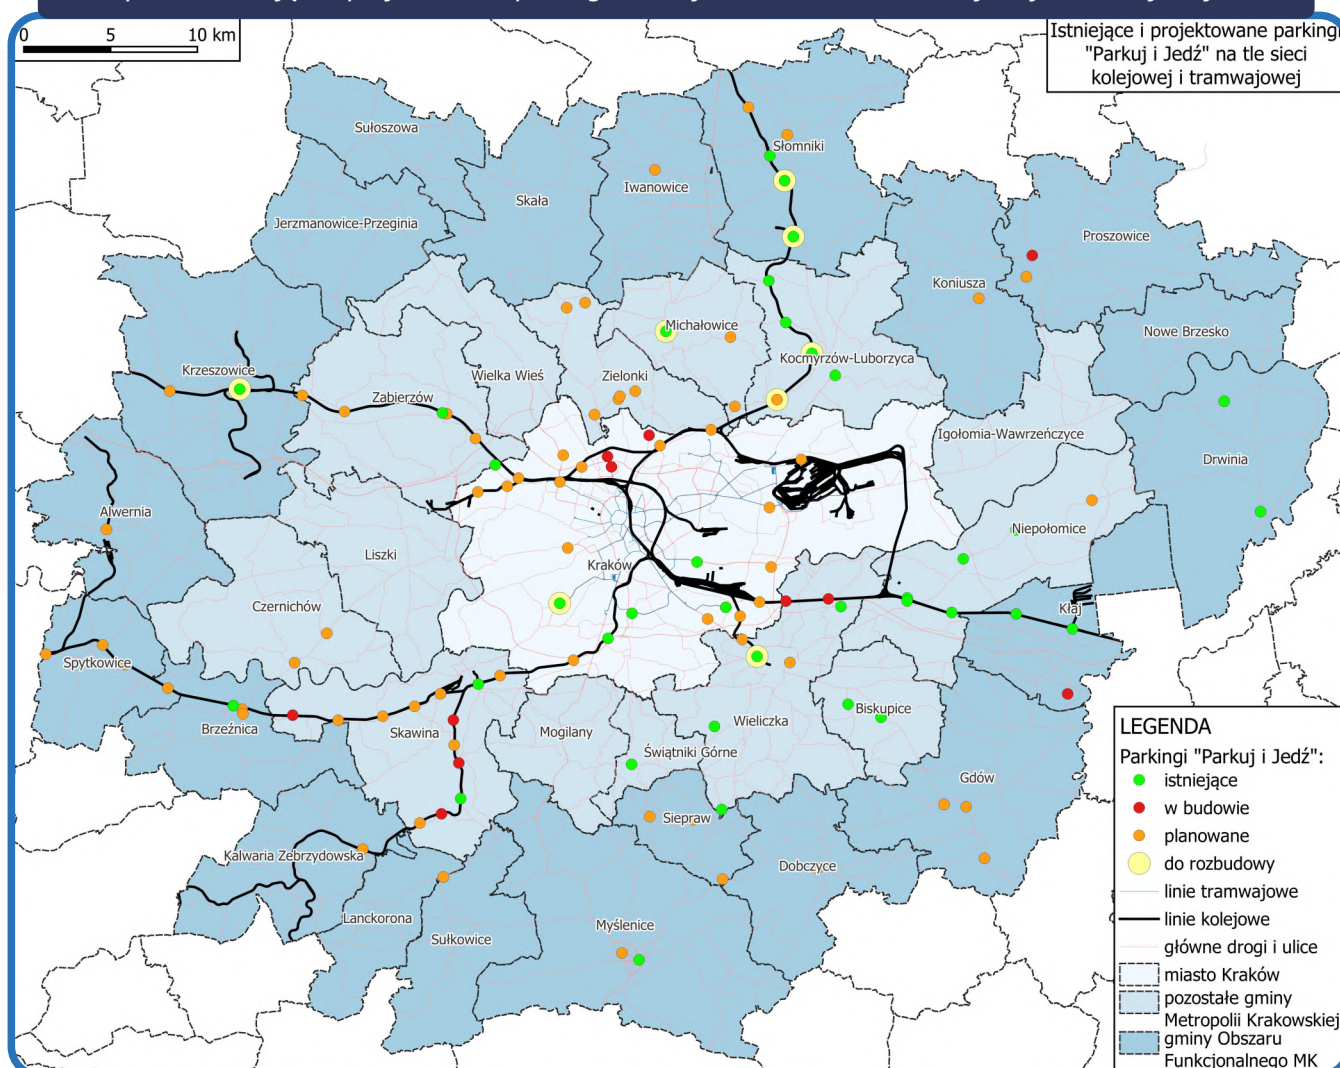 0 5 10 km
Istniejące i projektowane parkingi
"Parkuj i Jedź" na tle sieci
kolejowej i tramwajowej
Sułoszowa
Słomniki
Iwanowice
Skała
Jerzmanowice-Przeginia
Proszowice
Koniusza
Michałowice
Nowe Brzesko
Kocmyrzów-Luborzyca
Krzeszowice
Wielka Wieś
Zielonki
Zabierzów
Igołomia-Wawrzeńczyce
Drwinia
Alwernia
Niepołomice
Liszki
Kraków
Czernichów
Kłaj
Spytkowice
Biskupice
Wieliczka
Brzeźnica
Skawina
Mogilany
Świątniki Górne
Gdów
Siepraw
Kalwaria Zebrzydowska
Dobczyce
Lanckorona
Myślenice
Sułkowice
LEGENDA
Parkingi "Parkuj i Jedź":
istniejące
w budowie
planowane
do rozbudowy
linie tramwajowe
linie kolejowe
główne drogi i ulice
miasto Kraków
pozostałe gminy
Metropolii Krakowskiej
gminy Obszaru
Funkcjonalnego MK